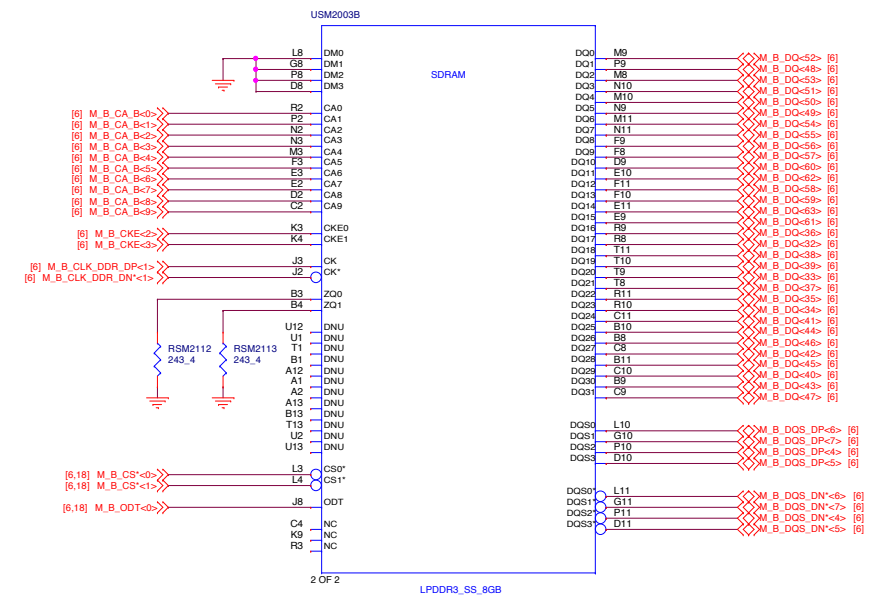 USM2003B
SDRAM
L8 DM0
G8 DM1
P8 DM2
D8 DM3
[6] M_B_CA_B<0> R2 CA0
[6] M_B_CA_B<1> P2 CA1
[6] M_B_CA_B<2> N2 CA2
[6] M_B_CA_B<3> N3 CA3
[6] M_B_CA_B<4> M3 CA4
[6] M_B_CA_B<5> F3 CA5
[6] M_B_CA_B<6> E3 CA6
[6] M_B_CA_B<7> E2 CA7
[6] M_B_CA_B<8> D2 CA8
[6] M_B_CA_B<9> C2 CA9
[6] M_B_CKE<2> K3 CKE0
[6] M_B_CKE<3> K4 CKE1
[6] M_B_CLK_DDR_DP<1> J3 CK
[6] M_B_CLK_DDR_DN*<1> J2 CK*
B3 ZQ0
B4 ZQ1
RSM2112
243_4
RSM2113
243_4
U12 DNU
U1 DNU
T1 DNU
B1 DNU
A12 DNU
A1 DNU
A2 DNU
A13 DNU
B13 DNU
T13 DNU
U2 DNU
U13 DNU
[6,18] M_B_CS*<0> L3 CS0*
[6,18] M_B_CS*<1> L4 CS1*
[6,18] M_B_ODT<0> J8 ODT
C4 NC
K9 NC
R3 NC
DQ0 M9 M_B_DQ<52> [6]
DQ1 P9 M_B_DQ<48> [6]
DQ2 M8 M_B_DQ<53> [6]
DQ3 N10 M_B_DQ<51> [6]
DQ4 M10 M_B_DQ<50> [6]
DQ5 N9 M_B_DQ<49> [6]
DQ6 M11 M_B_DQ<54> [6]
DQ7 N11 M_B_DQ<55> [6]
DQ8 F9 M_B_DQ<56> [6]
DQ9 F8 M_B_DQ<57> [6]
DQ10 D9 M_B_DQ<60> [6]
DQ11 E10 M_B_DQ<62> [6]
DQ12 F11 M_B_DQ<58> [6]
DQ13 F10 M_B_DQ<59> [6]
DQ14 E11 M_B_DQ<63> [6]
DQ15 E9 M_B_DQ<61> [6]
DQ16 R9 M_B_DQ<36> [6]
DQ17 R8 M_B_DQ<32> [6]
DQ18 T11 M_B_DQ<38> [6]
DQ19 T10 M_B_DQ<39> [6]
DQ20 T9 M_B_DQ<33> [6]
DQ21 T8 M_B_DQ<37> [6]
DQ22 R11 M_B_DQ<35> [6]
DQ23 R10 M_B_DQ<34> [6]
DQ24 C11 M_B_DQ<41> [6]
DQ25 B10 M_B_DQ<44> [6]
DQ26 B8 M_B_DQ<46> [6]
DQ27 C8 M_B_DQ<42> [6]
DQ28 B11 M_B_DQ<45> [6]
DQ29 C10 M_B_DQ<40> [6]
DQ30 B9 M_B_DQ<43> [6]
DQ31 C9 M_B_DQ<47> [6]
DQS0 L10 M_B_DQS_DP<6> [6]
DQS1 G10 M_B_DQS_DP<7> [6]
DQS2 P10 M_B_DQS_DP<4> [6]
DQS3 D10 M_B_DQS_DP<5> [6]
DQS0* L11 M_B_DQS_DN*<6> [6]
DQS1* G11 M_B_DQS_DN*<7> [6]
DQS2* P11 M_B_DQS_DN*<4> [6]
DQS3* D11 M_B_DQS_DN*<5> [6]
2 OF 2
LPDDR3_SS_8GB